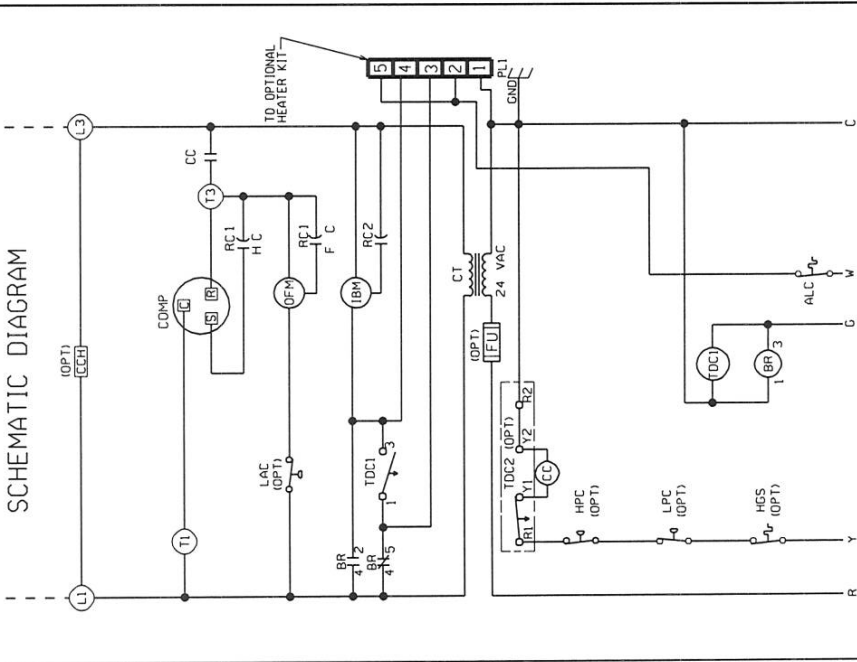 SCHEMATIC DIAGRAM
L1
(OPT)
CCH
L3
T1
COMP
C
S
R
T3
CC
RC1
H C
LAC
(OPT)
OFM
RC1
F C
TO OPTIONAL
HEATER KIT
BR
4 2
BR
4 5
TDC1
1 3
IBM
RC2
5 4 3 2 1
PL1
GND
CT
24 VAC
(OPT)
FU
TDC2 (OPT)
R1 Y1 Y2 R2
CC
HPC
(OPT)
LPC
(OPT)
HGS
(OPT)
TDC1
BR
1 3
ALC
R Y G W C